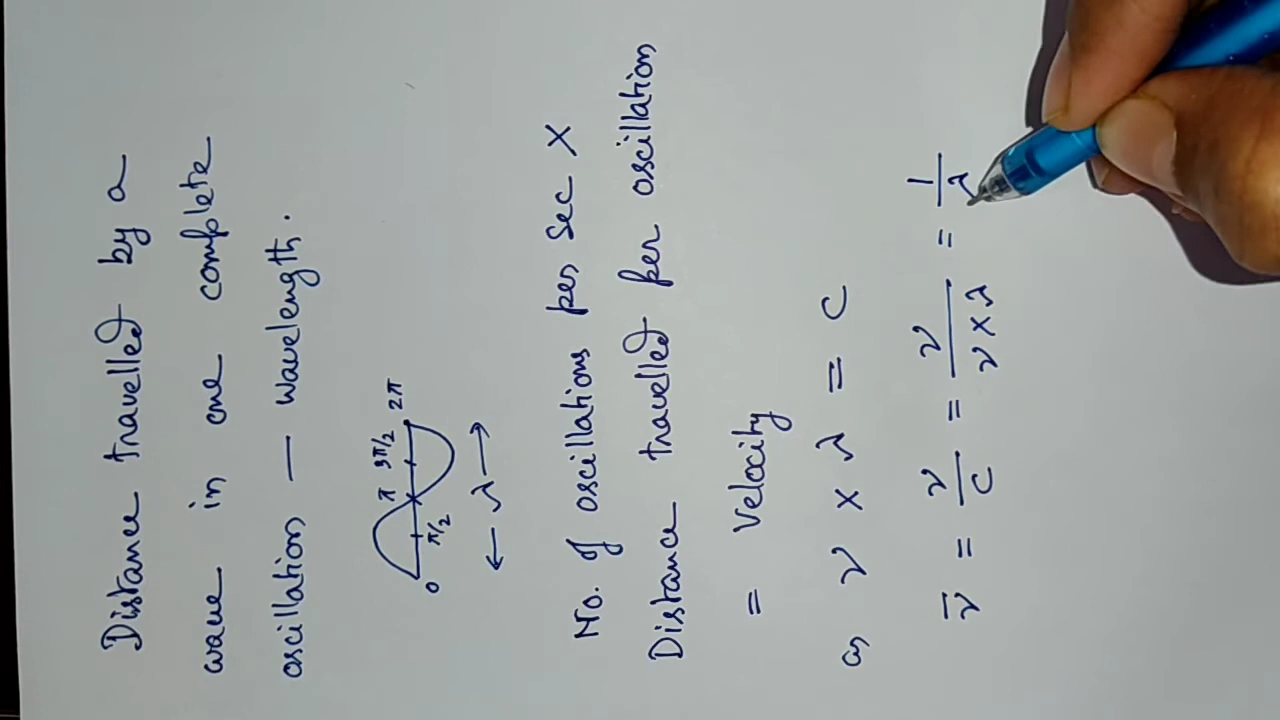 Distance travelled by a
wave in one complete
oscillation — wavelength.
0 π/2 π 3π/2 2π
← λ →
No. of oscillations per sec ×
Distance travelled per oscillation
= Velocity
as ν × λ = c
ν̄ = ν/c = ν/ν×λ = 1/λ